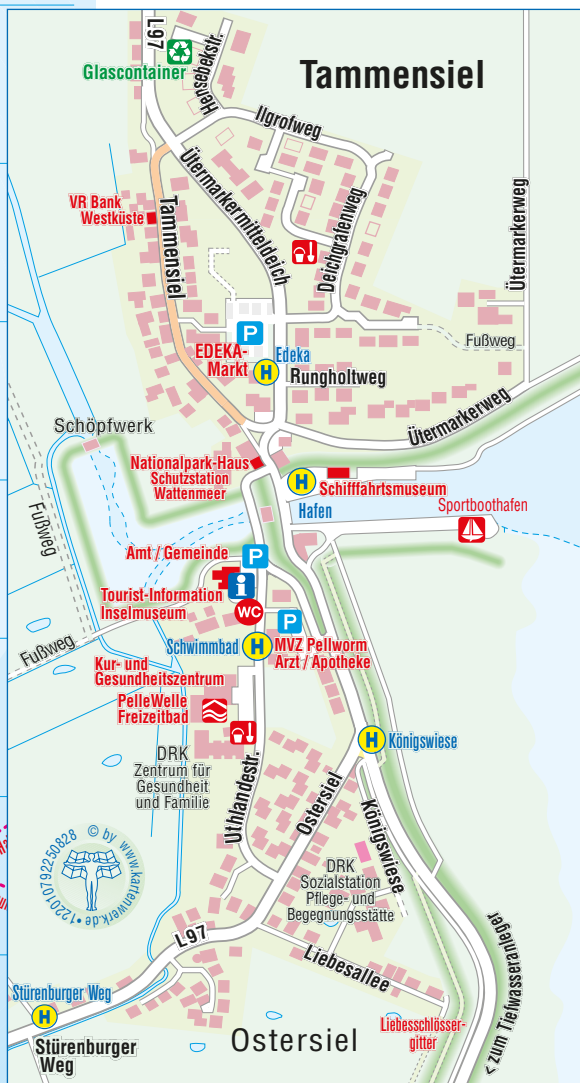 L97
Glascontainer
Hensebekstr.
Tammensiel
Ilgrofweg
VR Bank
Westküste
Tammensiel
Ütermarkermitteldeich
Deichgrafenweg
Ütermarkerweg
P
EDEKA-
Markt
Edeka
H
Rungholtweg
Fußweg
Ütermarkerweg
Schöpfwerk
Nationalpark-Haus
Schutzstation
Wattenmeer
H
Schifffahrtsmuseum
Hafen
Sportboothafen
Fußweg
Amt / Gemeinde
P
Tourist-Information
i
Inselmuseum
WC
P
Fußweg
Schwimmbad
H
MVZ Pellworm
Arzt / Apotheke
Kur- und
Gesundheitszentrum
PelleWelle
Freizeitbad
H
Königswiese
DRK
Zentrum für
Gesundheit
und Familie
Uthlandestr.
Ostersiel
Königswiese
DRK
Sozialstation
Pflege- und
Begegnungsstätte
© by www.kartenwerk.de • 122010792250828
L97
Liebesallee
< zum Tiefwasseranleger
Stürenburger Weg
H
Stürenburger
Weg
Ostersiel
Liebesschlösser-
gitter